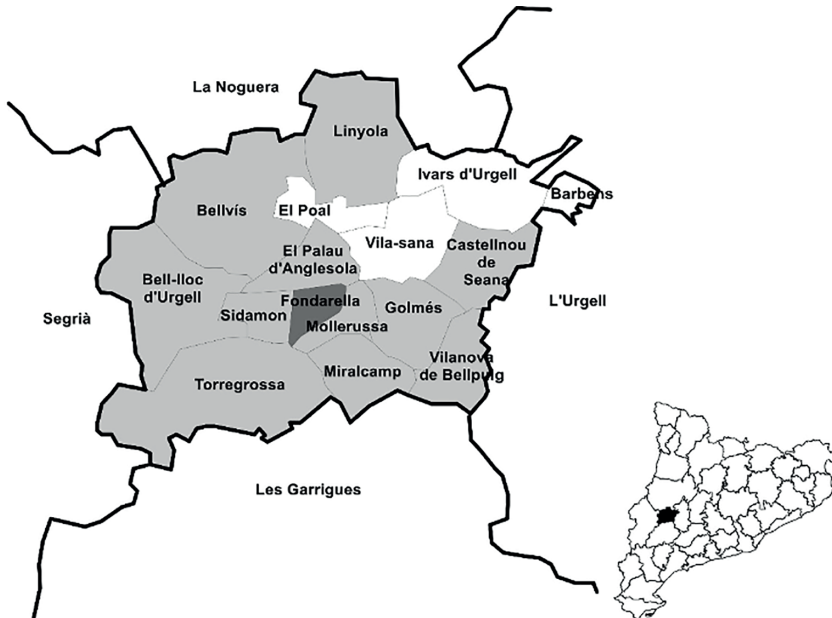 La Noguera
Linyola
Ivars d'Urgell
Barbens
Bellvís
El Poal
Vila-sana
Castellnou
de
Seana
El Palau
d'Anglesola
Bell-lloc
d'Urgell
L'Urgell
Segrià
Sidamon
Fondarella
Mollerussa
Golmés
Vilanova
de Bellpuig
Miralcamp
Torregrossa
Les Garrigues